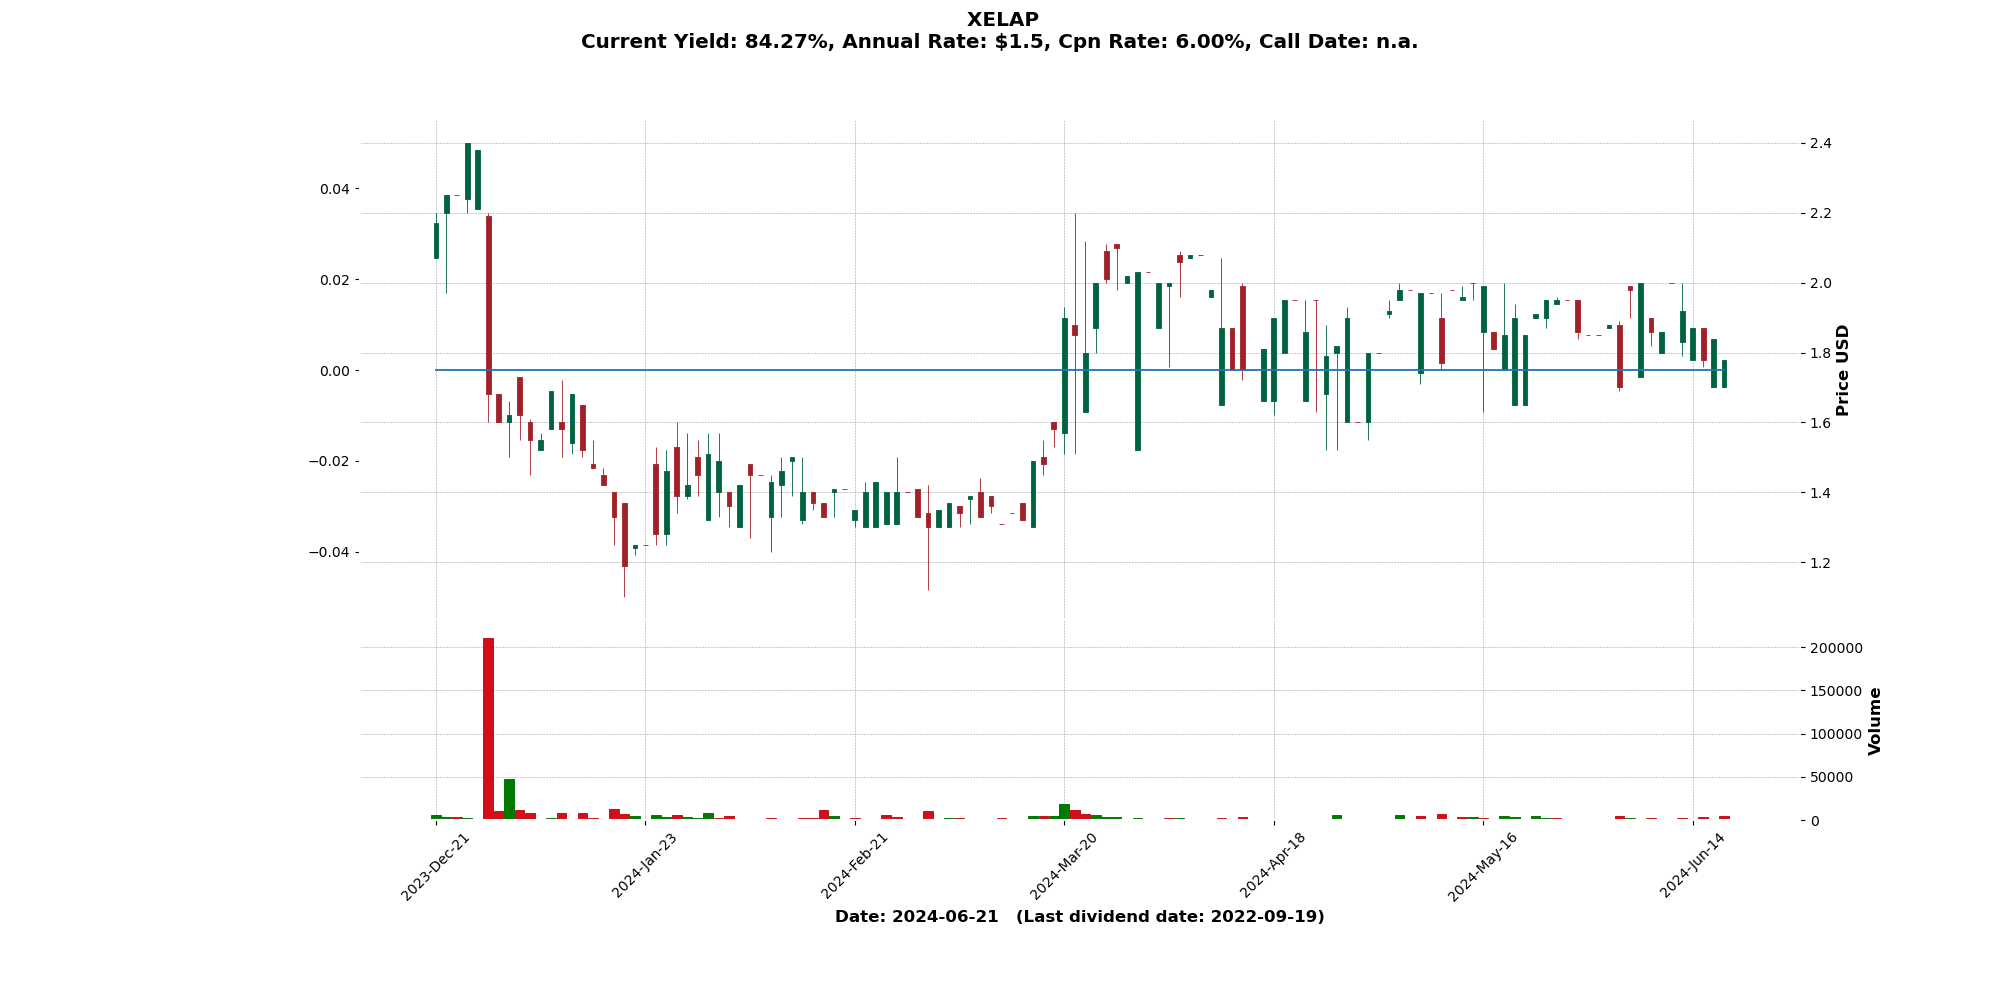 XELAP
Current Yield: 84.27%, Annual Rate: $1.5, Cpn Rate: 6.00%, Call Date: n.a.
0.04
0.02
0.00
−0.02
−0.04
2.4
2.2
2.0
1.8
1.6
1.4
1.2
Price USD
200000
150000
100000
50000
0
Volume
2023-Dec-21
2024-Jan-23
2024-Feb-21
2024-Mar-20
2024-Apr-18
2024-May-16
2024-Jun-14
Date: 2024-06-21   (Last dividend date: 2022-09-19)